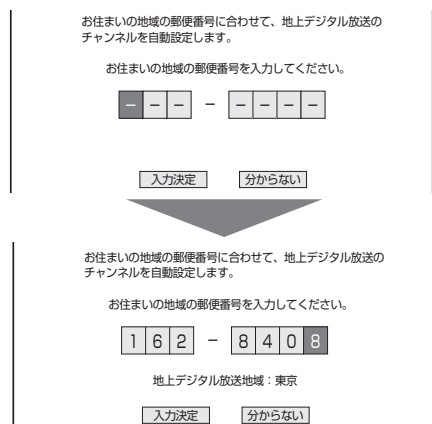 お住まいの地域の郵便番号に合わせて、地上デジタル放送の
チャンネルを自動設定します。
お住まいの地域の郵便番号を入力してください。
− − − − − − − −
入力決定 分からない
お住まいの地域の郵便番号に合わせて、地上デジタル放送の
チャンネルを自動設定します。
お住まいの地域の郵便番号を入力してください。
1 6 2 − 8 4 0 8
地上デジタル放送地域：東京
入力決定 分からない